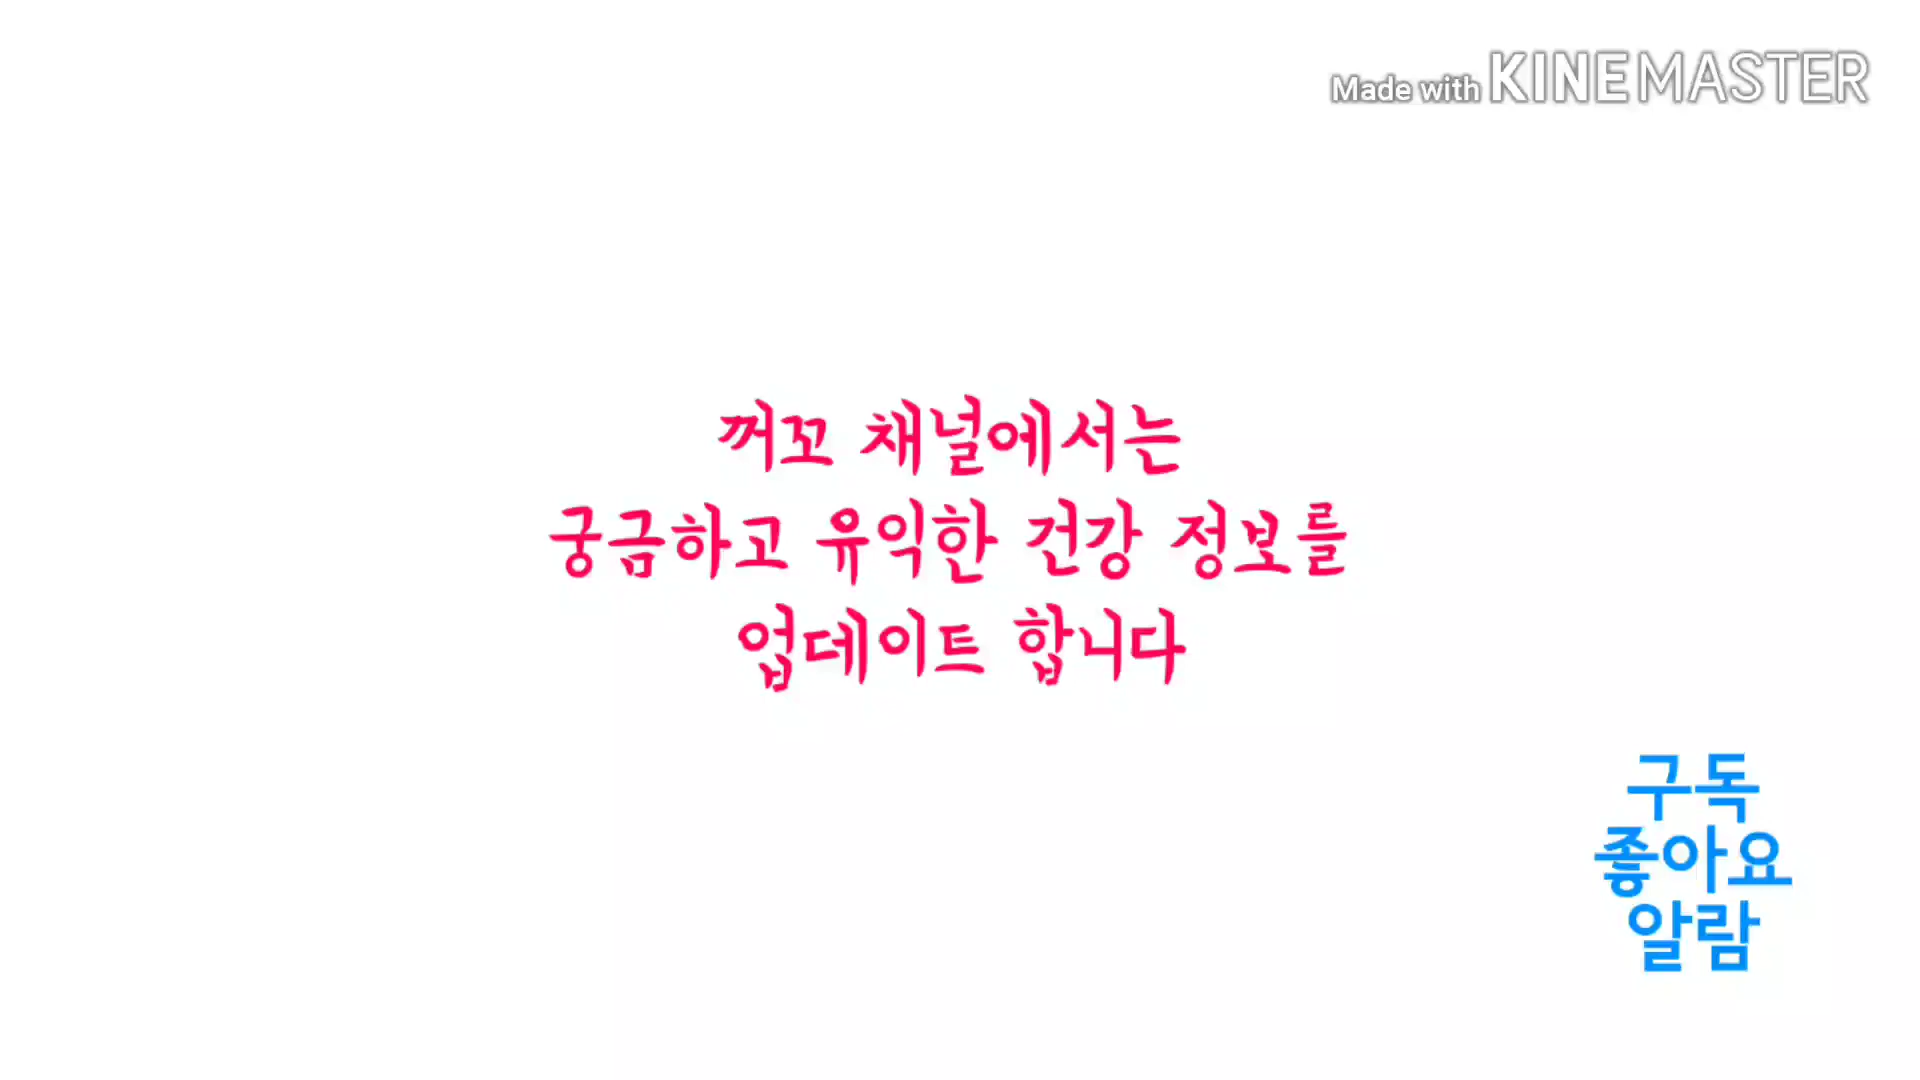 Made with KINEMASTER
꺼꼬 채널에서는
궁금하고 유익한 건강 정보를
업데이트 합니다
구독
좋아요
알람